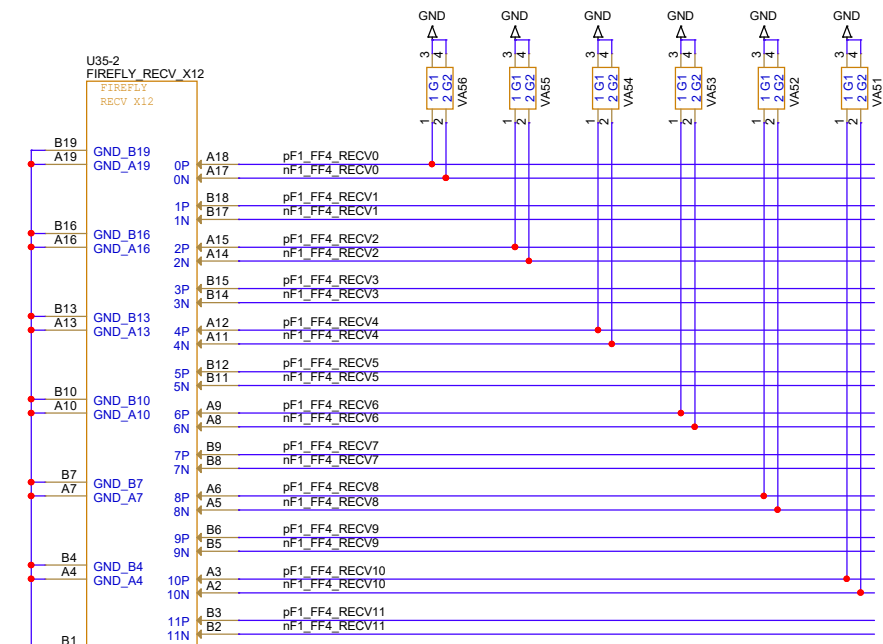 GND GND GND GND GND GND
3 4 3 4 3 4 3 4 3 4 3 4
1 G1 1 G1 1 G1 1 G1 1 G1 1 G1
2 G2 2 G2 2 G2 2 G2 2 G2 2 G2
VA56 VA55 VA54 VA53 VA52 VA51
1 2 1 2 1 2 1 2 1 2 1 2
U35-2
FIREFLY_RECV_X12
FIREFLY
RECV X12
B19 GND_B19
A19 GND_A19 0P A18 pF1_FF4_RECV0
0N A17 nF1_FF4_RECV0
1P B18 pF1_FF4_RECV1
1N B17 nF1_FF4_RECV1
B16 GND_B16
A16 GND_A16 2P A15 pF1_FF4_RECV2
2N A14 nF1_FF4_RECV2
3P B15 pF1_FF4_RECV3
3N B14 nF1_FF4_RECV3
B13 GND_B13
A13 GND_A13 4P A12 pF1_FF4_RECV4
4N A11 nF1_FF4_RECV4
5P B12 pF1_FF4_RECV5
5N B11 nF1_FF4_RECV5
B10 GND_B10
A10 GND_A10 6P A9 pF1_FF4_RECV6
6N A8 nF1_FF4_RECV6
7P B9 pF1_FF4_RECV7
7N B8 nF1_FF4_RECV7
B7 GND_B7
A7 GND_A7 8P A6 pF1_FF4_RECV8
8N A5 nF1_FF4_RECV8
9P B6 pF1_FF4_RECV9
9N B5 nF1_FF4_RECV9
B4 GND_B4
A4 GND_A4 10P A3 pF1_FF4_RECV10
10N A2 nF1_FF4_RECV10
11P B3 pF1_FF4_RECV11
11N B2 nF1_FF4_RECV11
B1